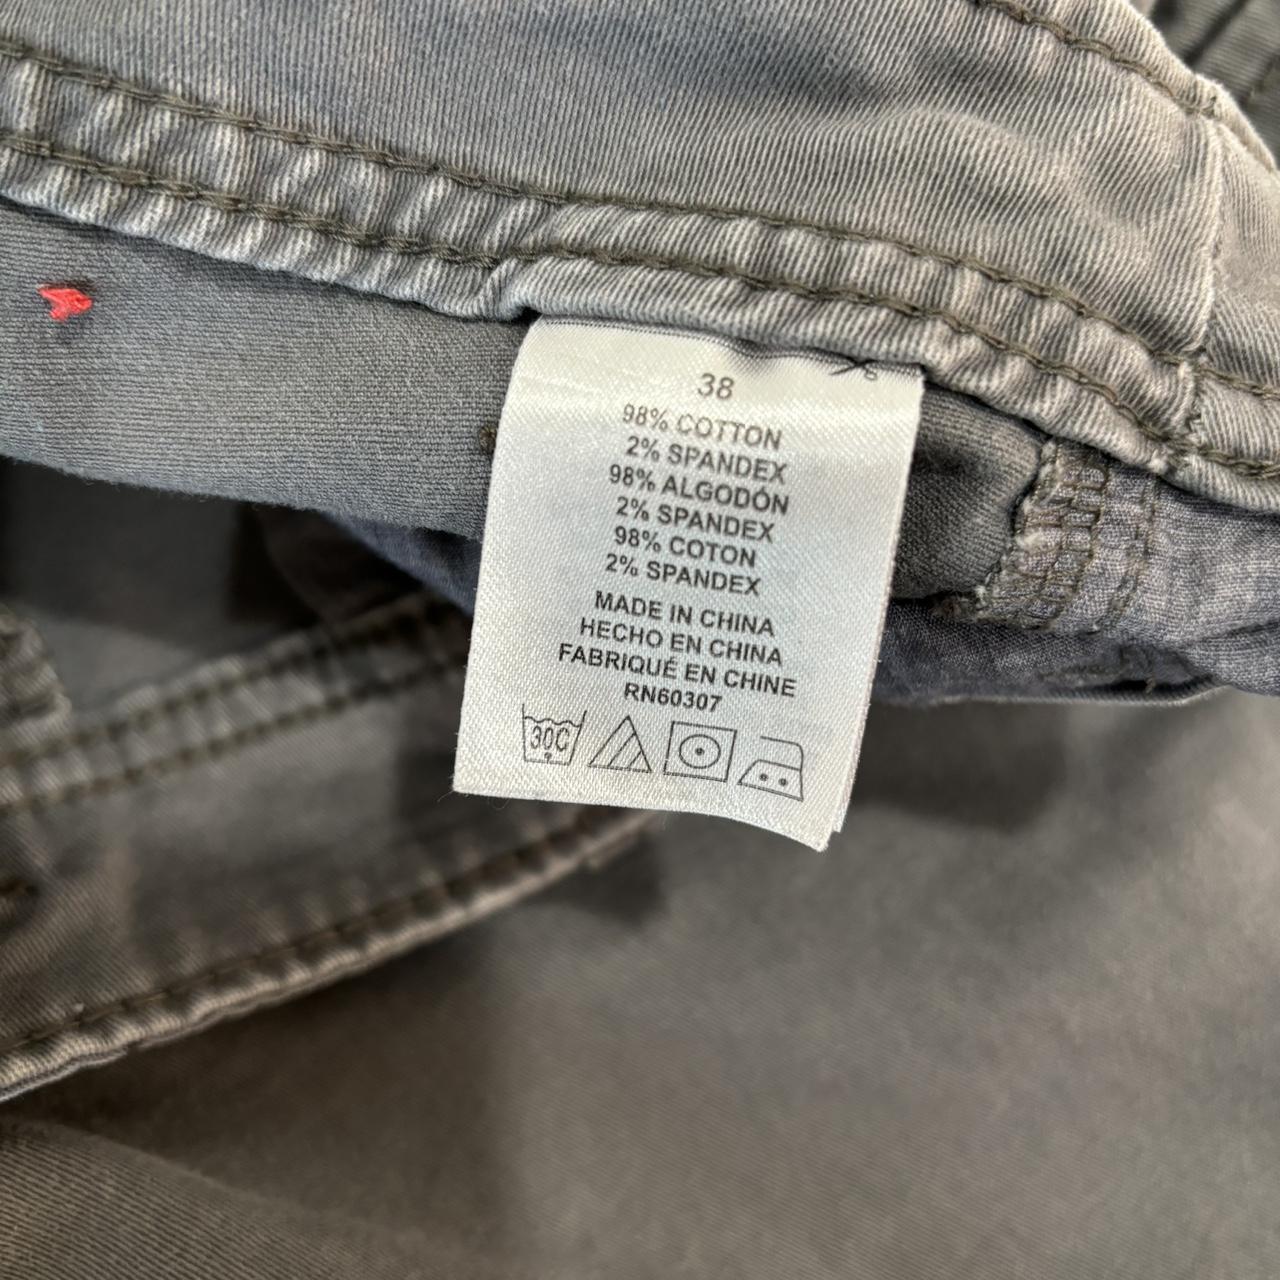 38
98% COTTON
2% SPANDEX
98% ALGODÓN
2% SPANDEX
98% COTON
2% SPANDEX
MADE IN CHINA
HECHO EN CHINA
FABRIQUÉ EN CHINE
RN60307
30C